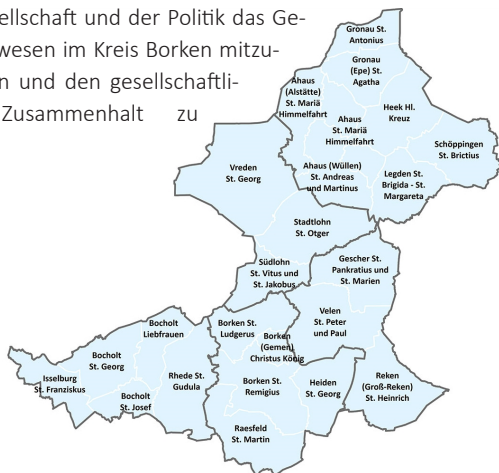 ellschaft und der Politik das Ge-
wesen im Kreis Borken mitzu-
n und den gesellschaftli-
Zusammenhalt zu
Gronau St.
Antonius
Gronau
(Epe) St.
Agatha
Ahaus
(Alstätte)
St. Mariä
Himmelfahrt
Heek Hl.
Kreuz
Ahaus
St. Mariä
Himmelfahrt
Schöppingen
St. Brictius
Vreden
St. Georg
Ahaus (Wüllen)
St. Andreas
und Martinus
Legden St.
Brigida - St.
Margareta
Stadtlohn
St. Otger
Südlohn
St. Vitus und
St. Jakobus
Gescher St.
Pankratius und
St. Marien
Velen
St. Peter
und Paul
Bocholt
Liebfrauen
Borken St.
Ludgerus
Borken
(Gemen)
Christus König
Bocholt
St. Georg
Isselburg
St. Franziskus
Rhede St.
Gudula
Bocholt
St. Josef
Borken St.
Remigius
Heiden
St. Georg
Reken
(Groß-Reken)
St. Heinrich
Raesfeld
St. Martin